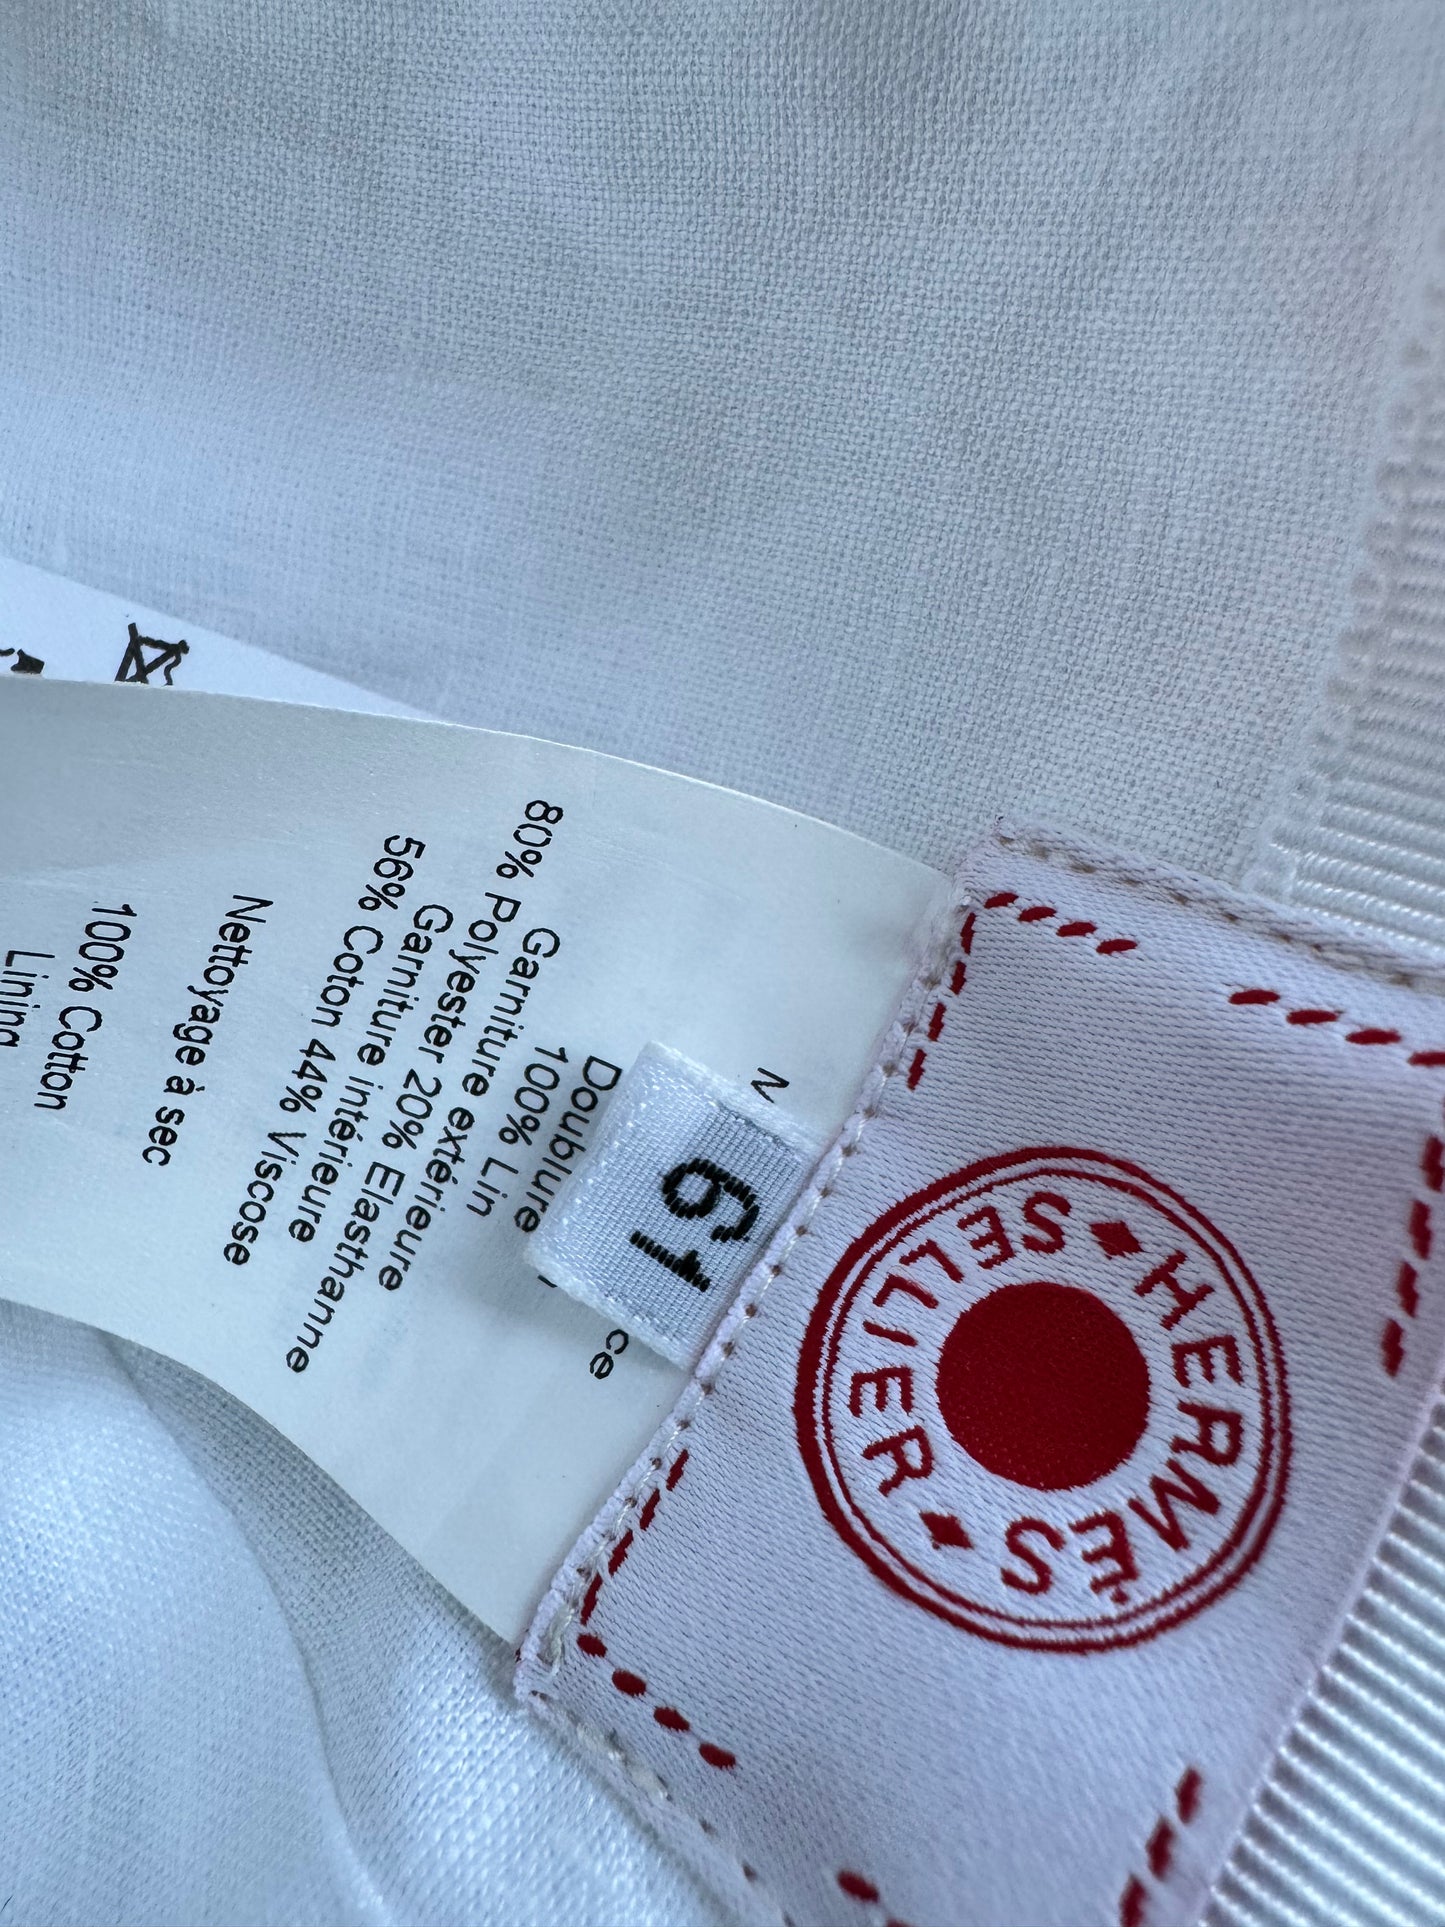 HERMÈS
SELLIER
61
Doublure
100% Lin
Garniture extérieure
80% Polyester 20% Elasthanne
Garniture intérieure
56% Coton 44% Viscose
Nettoyage à sec
100% Cotton
Lining